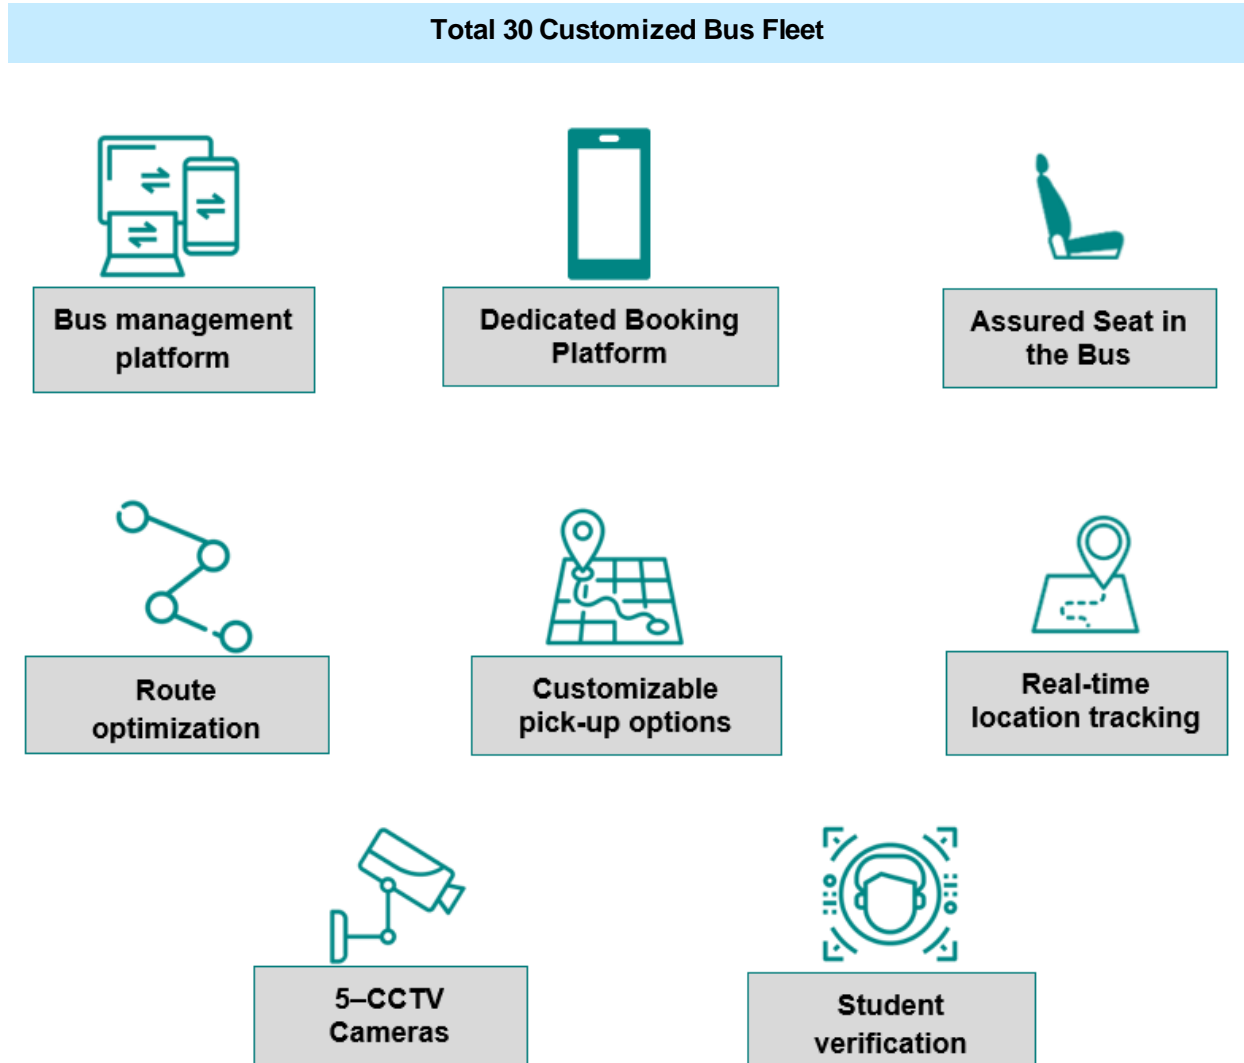 Total 30 Customized Bus Fleet
Bus management
platform
Dedicated Booking
Platform
Assured Seat in
the Bus
Route
optimization
Customizable
pick-up options
Real-time
location tracking
5–CCTV
Cameras
Student
verification